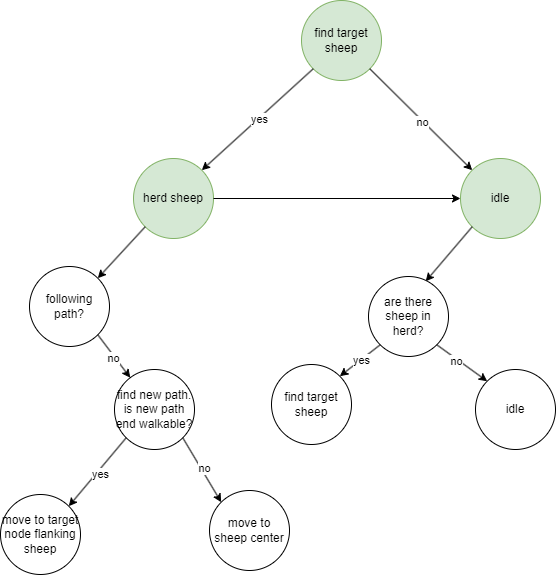 find target
sheep
yes
no
herd sheep
idle
following
path?
are there
sheep in
herd?
no
yes
no
find new path.
is new path
end walkable?
find target
sheep
idle
yes
no
move to target
node flanking
sheep
move to
sheep center